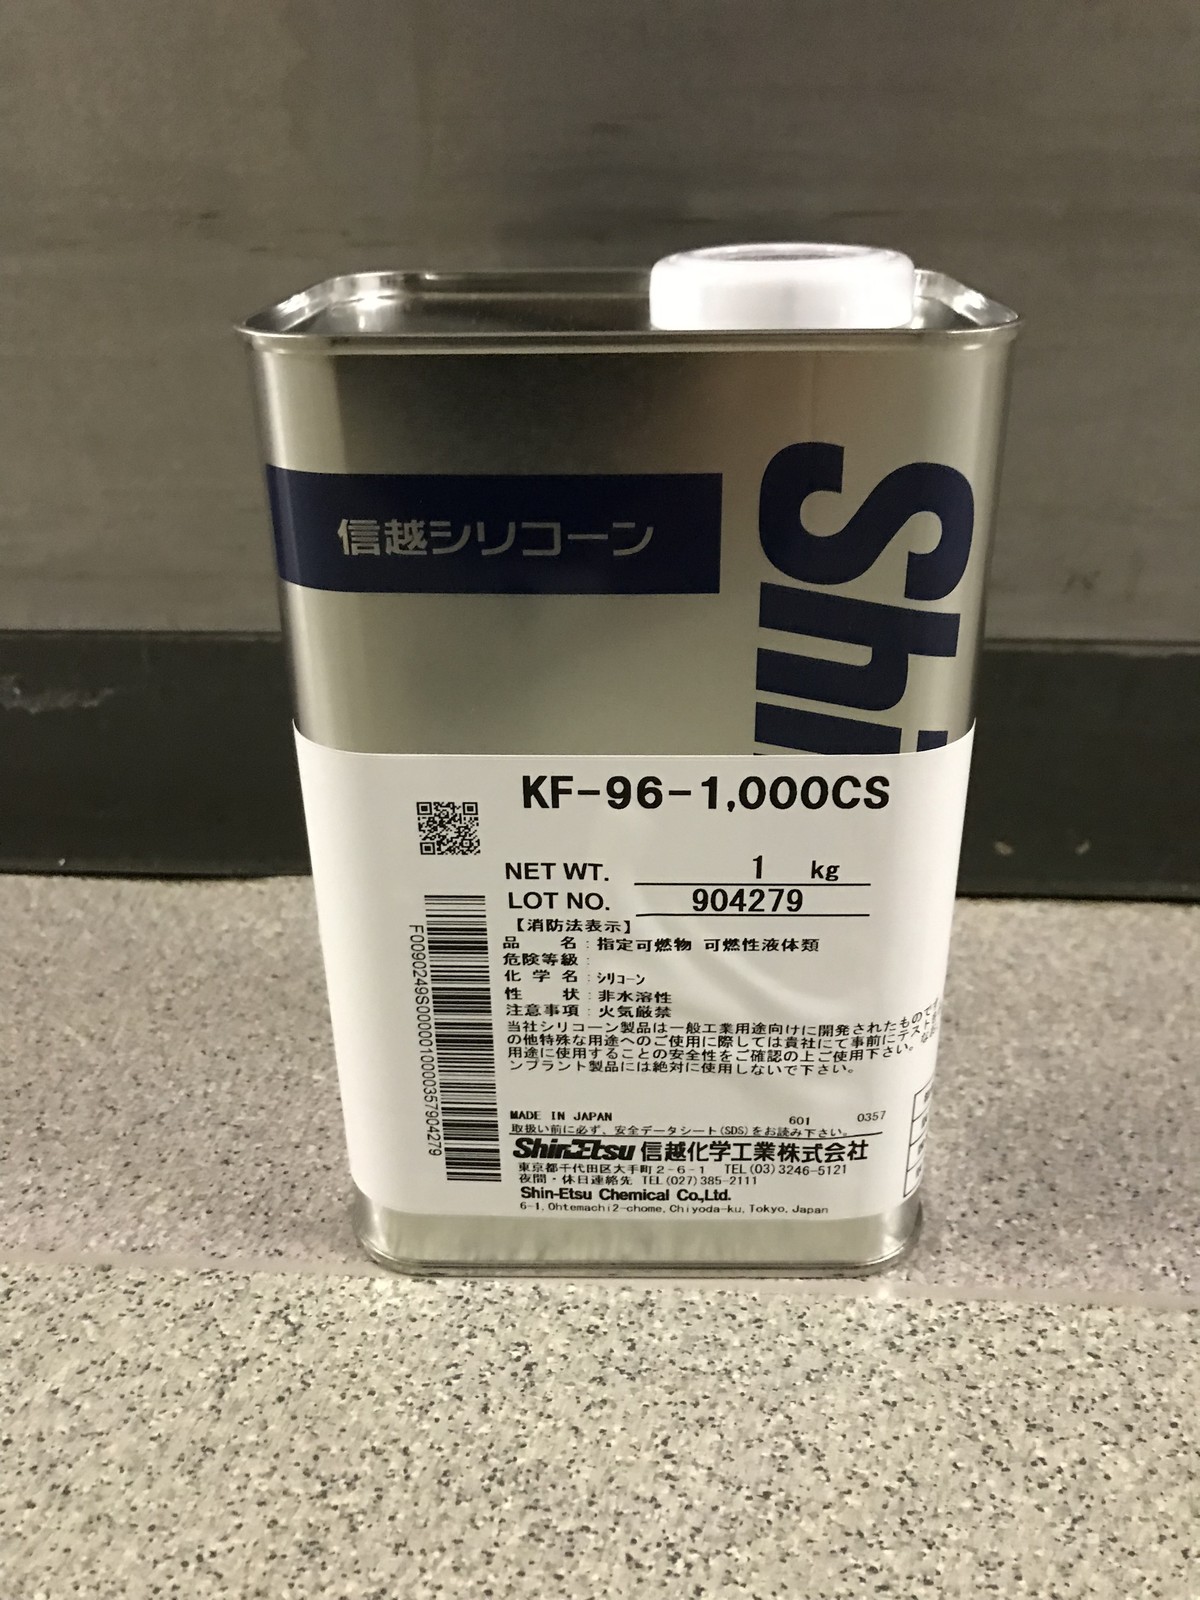 信越シリコーン
Shi
KF-96-1,000CS
NET WT. 1 kg
LOT NO. 904279
【消防法表示】
品 名：指定可燃物 可燃性液体類
危険等級：
化 学 名：シリコーン
性 状：非水溶性
注意事項：火気厳禁
当社シリコーン製品は一般工業用途向けに開発されたものです
の他特殊な用途へのご使用に際しては貴社にて事前にテスト
用途に使用することの安全性をご確認の上ご使用下さい。
ンプラント製品には絶対に使用しないで下さい。
F0090249S0000010000357904279
MADE IN JAPAN 601 0357
取扱い前に必ず、安全データシート(SDS)をお読み下さい。
ShinEtsu 信越化学工業株式会社
東京都千代田区大手町2-6-1 TEL(03)3246-5121
夜間・休日連絡先 TEL(027)385-2111
Shin-Etsu Chemical Co.,Ltd.
6-1,Ohtemachi2-chome,Chiyoda-ku,Tokyo,Japan